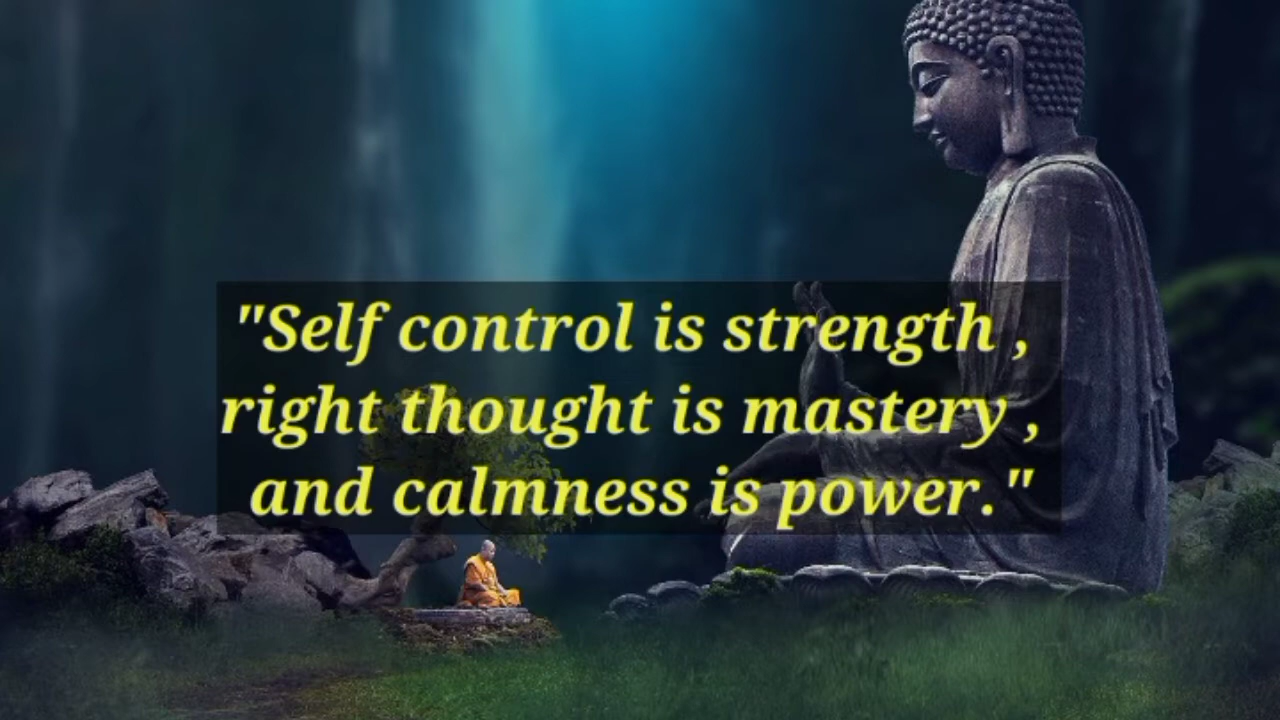 "Self control is strength ,
right thought is mastery ,
and calmness is power."